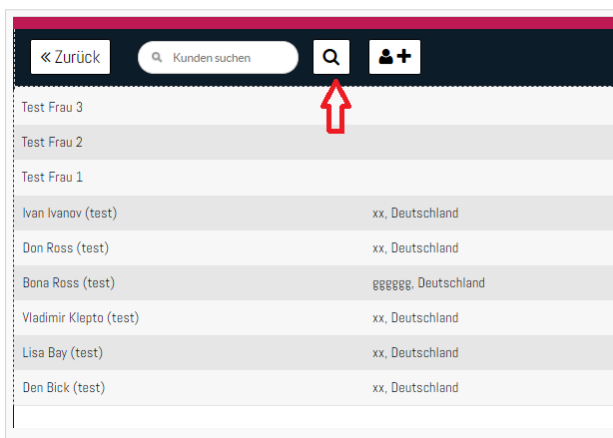 « Zurück Kunden suchen
Test Frau 3
Test Frau 2
Test Frau 1
Ivan Ivanov (test) xx, Deutschland
Don Ross (test) xx, Deutschland
Bona Ross (test) gggggg, Deutschland
Vladimir Klepto (test) xx, Deutschland
Lisa Bay (test) xx, Deutschland
Den Bick (test) xx, Deutschland